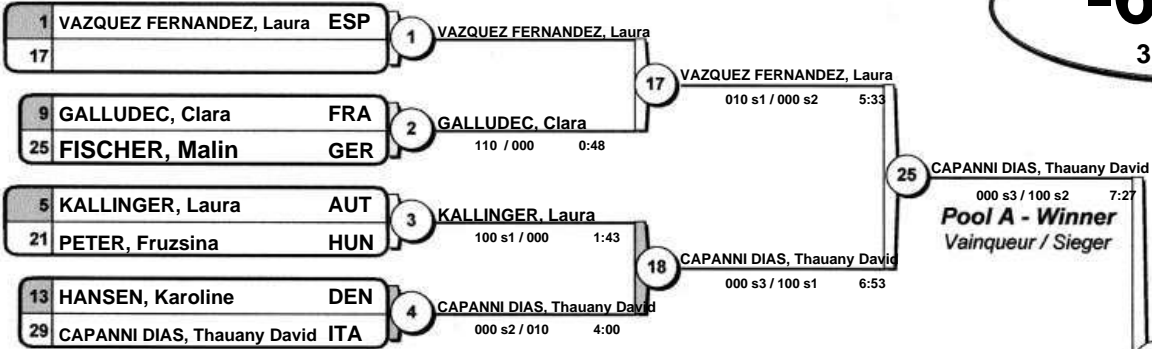 1 VAZQUEZ FERNANDEZ, Laura ESP
17
1
VAZQUEZ FERNANDEZ, Laura
9 GALLUDEC, Clara FRA
25 FISCHER, Malin GER
2
GALLUDEC, Clara
110 / 000 0:48
17
VAZQUEZ FERNANDEZ, Laura
010 s1 / 000 s2 5:33
5 KALLINGER, Laura AUT
21 PETER, Fruzsina HUN
3
KALLINGER, Laura
100 s1 / 000 1:43
13 HANSEN, Karoline DEN
29 CAPANNI DIAS, Thauany David ITA
4
CAPANNI DIAS, Thauany David
000 s2 / 010 4:00
18
CAPANNI DIAS, Thauany David
000 s3 / 100 s1 6:53
25
CAPANNI DIAS, Thauany David
000 s3 / 100 s2 7:27
Pool A - Winner
Vainqueur / Sieger
3